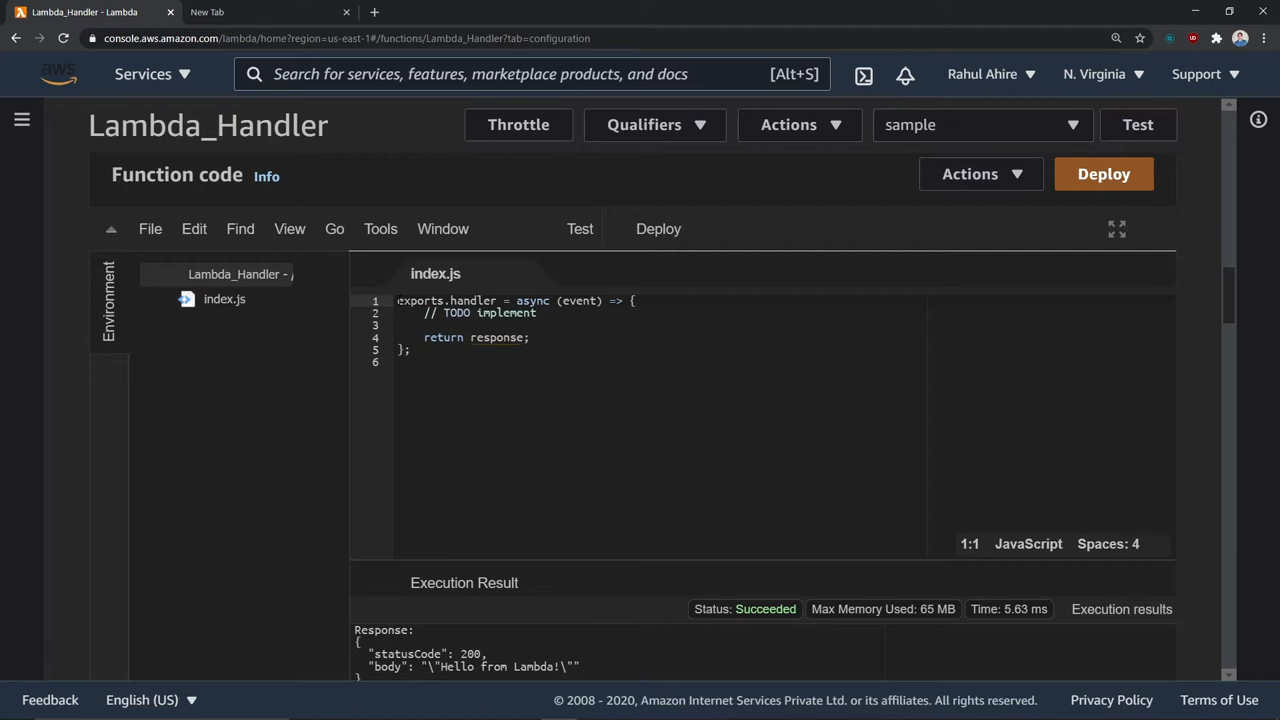 Lambda_Handler - Lambda
New Tab
console.aws.amazon.com/lambda/home?region=us-east-1#/functions/Lambda_Handler?tab=configuration
aws
Services
Search for services, features, marketplace products, and docs [Alt+S]
Rahul Ahire
N. Virginia
Support
Lambda_Handler
Throttle
Qualifiers
Actions
sample
Test
Function code Info
Actions
Deploy
File Edit Find View Go Tools Window Test Deploy
Environment
Lambda_Handler - /
index.js
index.js
1 exports.handler = async (event) => {
2 // TODO implement
3
4 return response;
5 };
6
1:1 JavaScript Spaces: 4
Execution Result
Status: Succeeded Max Memory Used: 65 MB Time: 5.63 ms Execution results
Response:
{
"statusCode": 200,
"body": "\"Hello from Lambda!\""
}
Feedback English (US) © 2008 - 2020, Amazon Internet Services Private Ltd. or its affiliates. All rights reserved. Privacy Policy Terms of Use